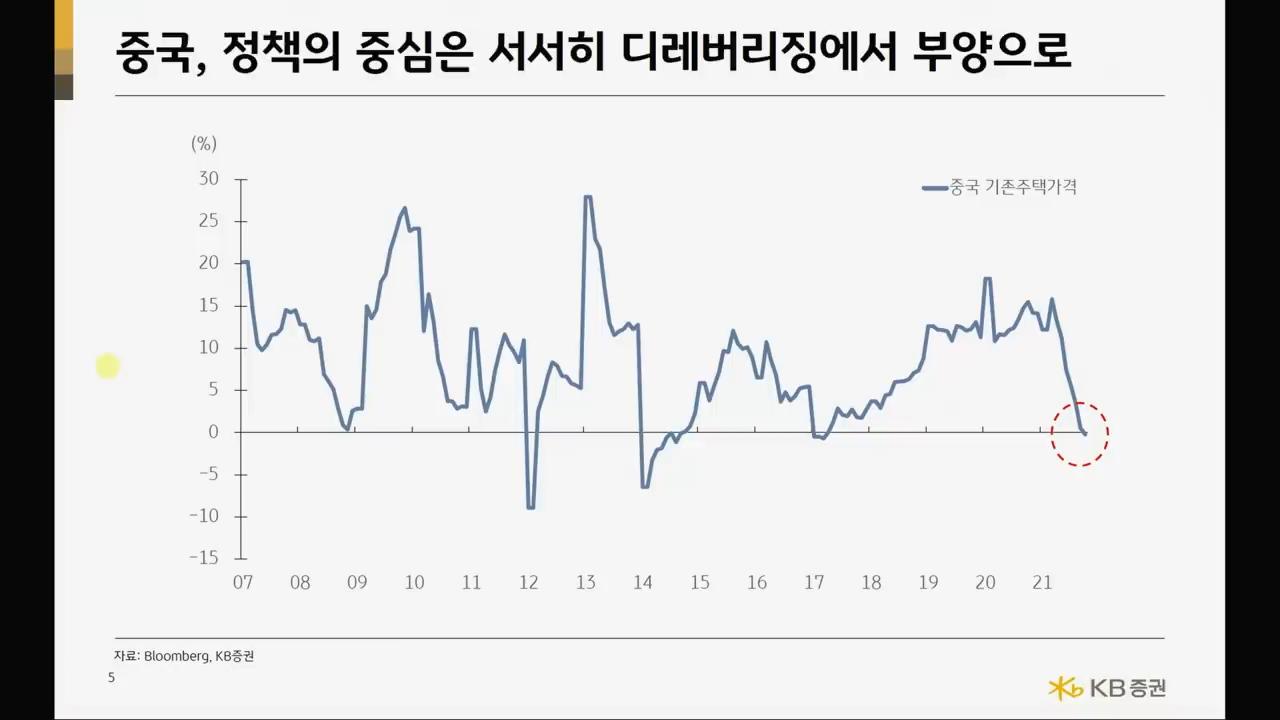 중국, 정책의 중심은 서서히 디레버리징에서 부양으로
(%)
30
25
20
15
10
5
0
-5
-10
-15
중국 기존주택가격
07 08 09 10 11 12 13 14 15 16 17 18 19 20 21
자료: Bloomberg, KB증권
5
KB증권